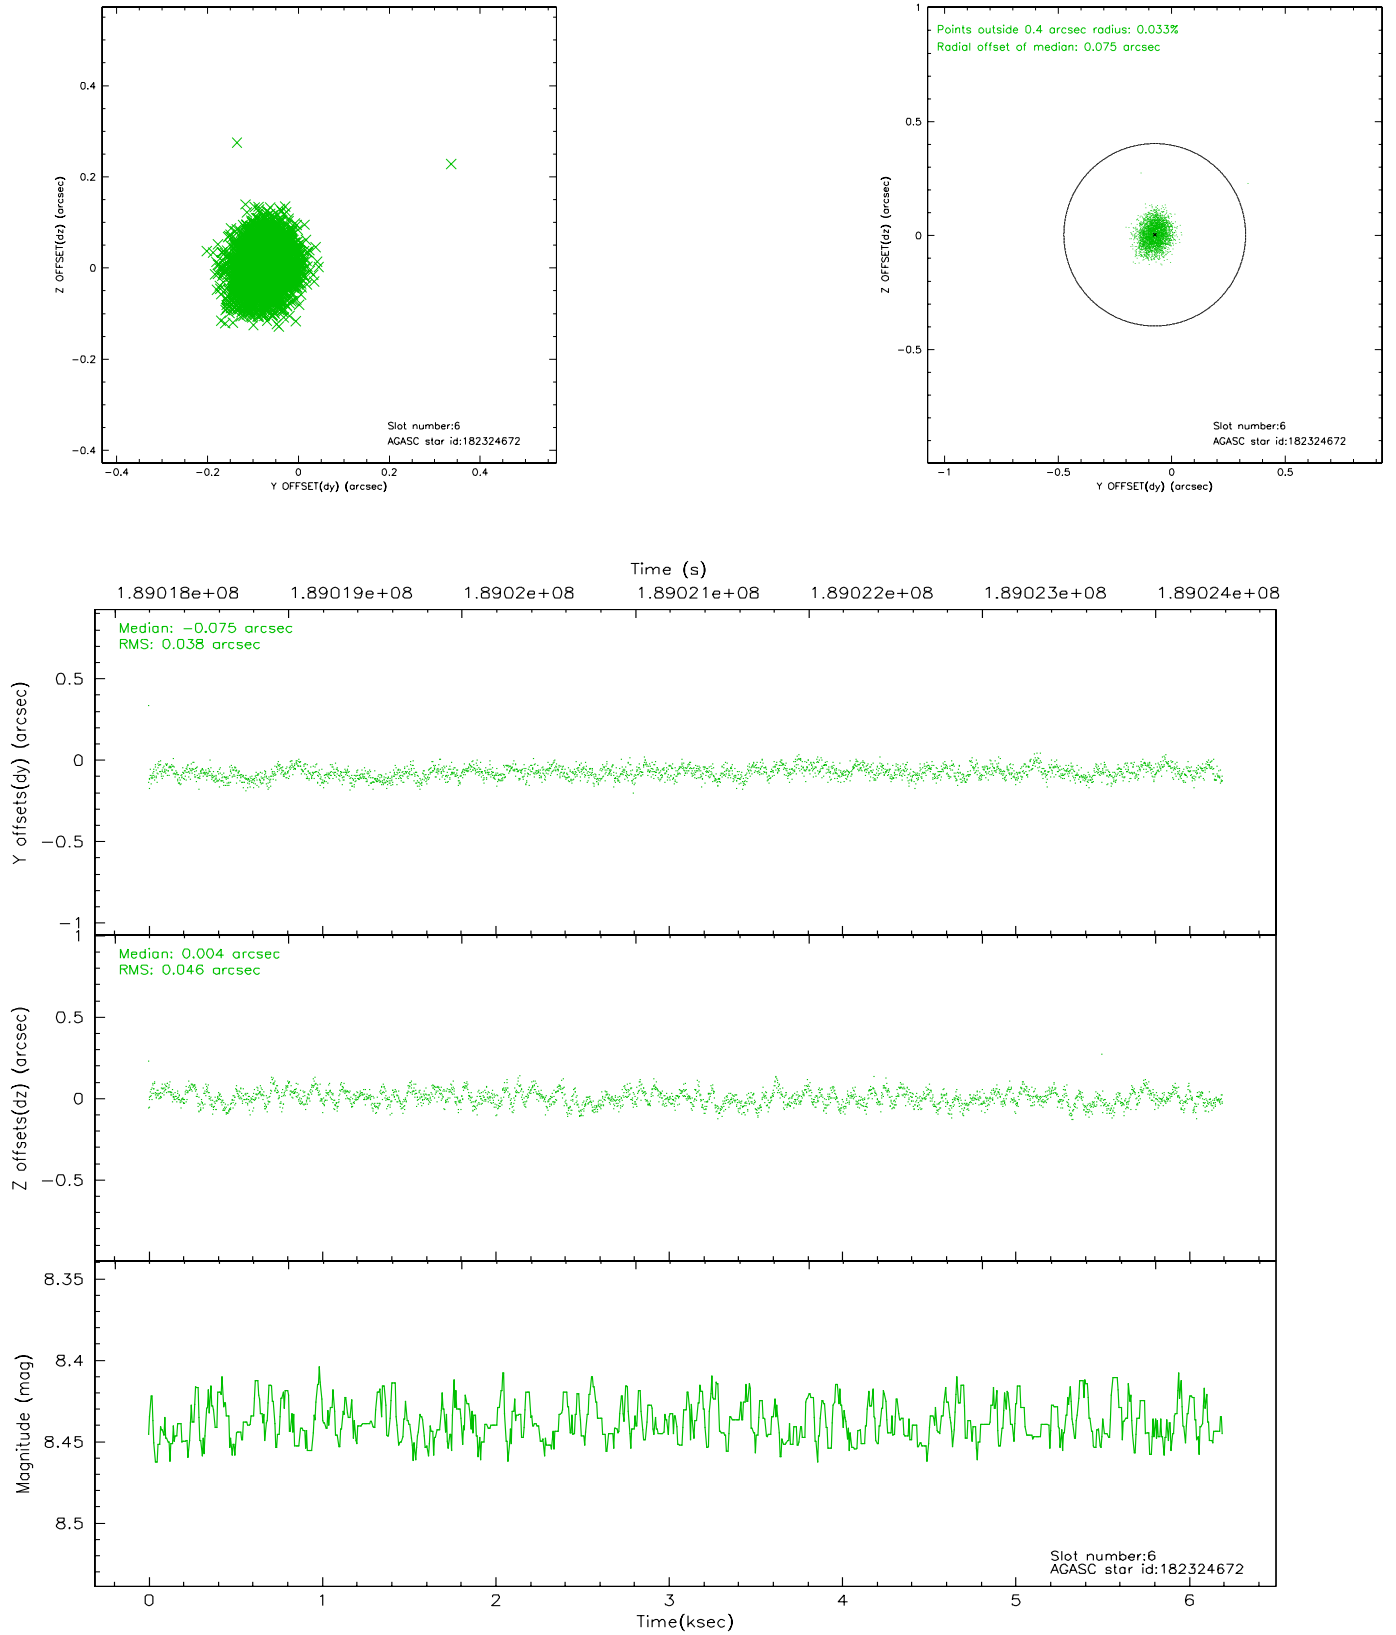 0.4
0.2
0
−0.2
−0.4
Z OFFSET(dz) (arcsec)
Slot number:6
AGASC star id:182324672
−0.4
−0.2
0
0.2
0.4
Y OFFSET(dy) (arcsec)
Points outside 0.4 arcsec radius: 0.033%
Radial offset of median: 0.075 arcsec
1
0.5
0
−0.5
Z OFFSET(dz) (arcsec)
Slot number:6
AGASC star id:182324672
−1
−0.5
0
0.5
Y OFFSET(dy) (arcsec)
Time (s)
1.89018e+08
1.89019e+08
1.8902e+08
1.89021e+08
1.89022e+08
1.89023e+08
1.89024e+08
Median: −0.075 arcsec
RMS: 0.038 arcsec
0.5
0
−0.5
−1
Y offsets(dy) (arcsec)
Median: 0.004 arcsec
RMS: 0.046 arcsec
1
0.5
0
−0.5
Z offsets(dz) (arcsec)
8.35
8.4
8.45
8.5
Magnitude (mag)
Slot number:6
AGASC star id:182324672
0
1
2
3
4
5
6
Time(ksec)